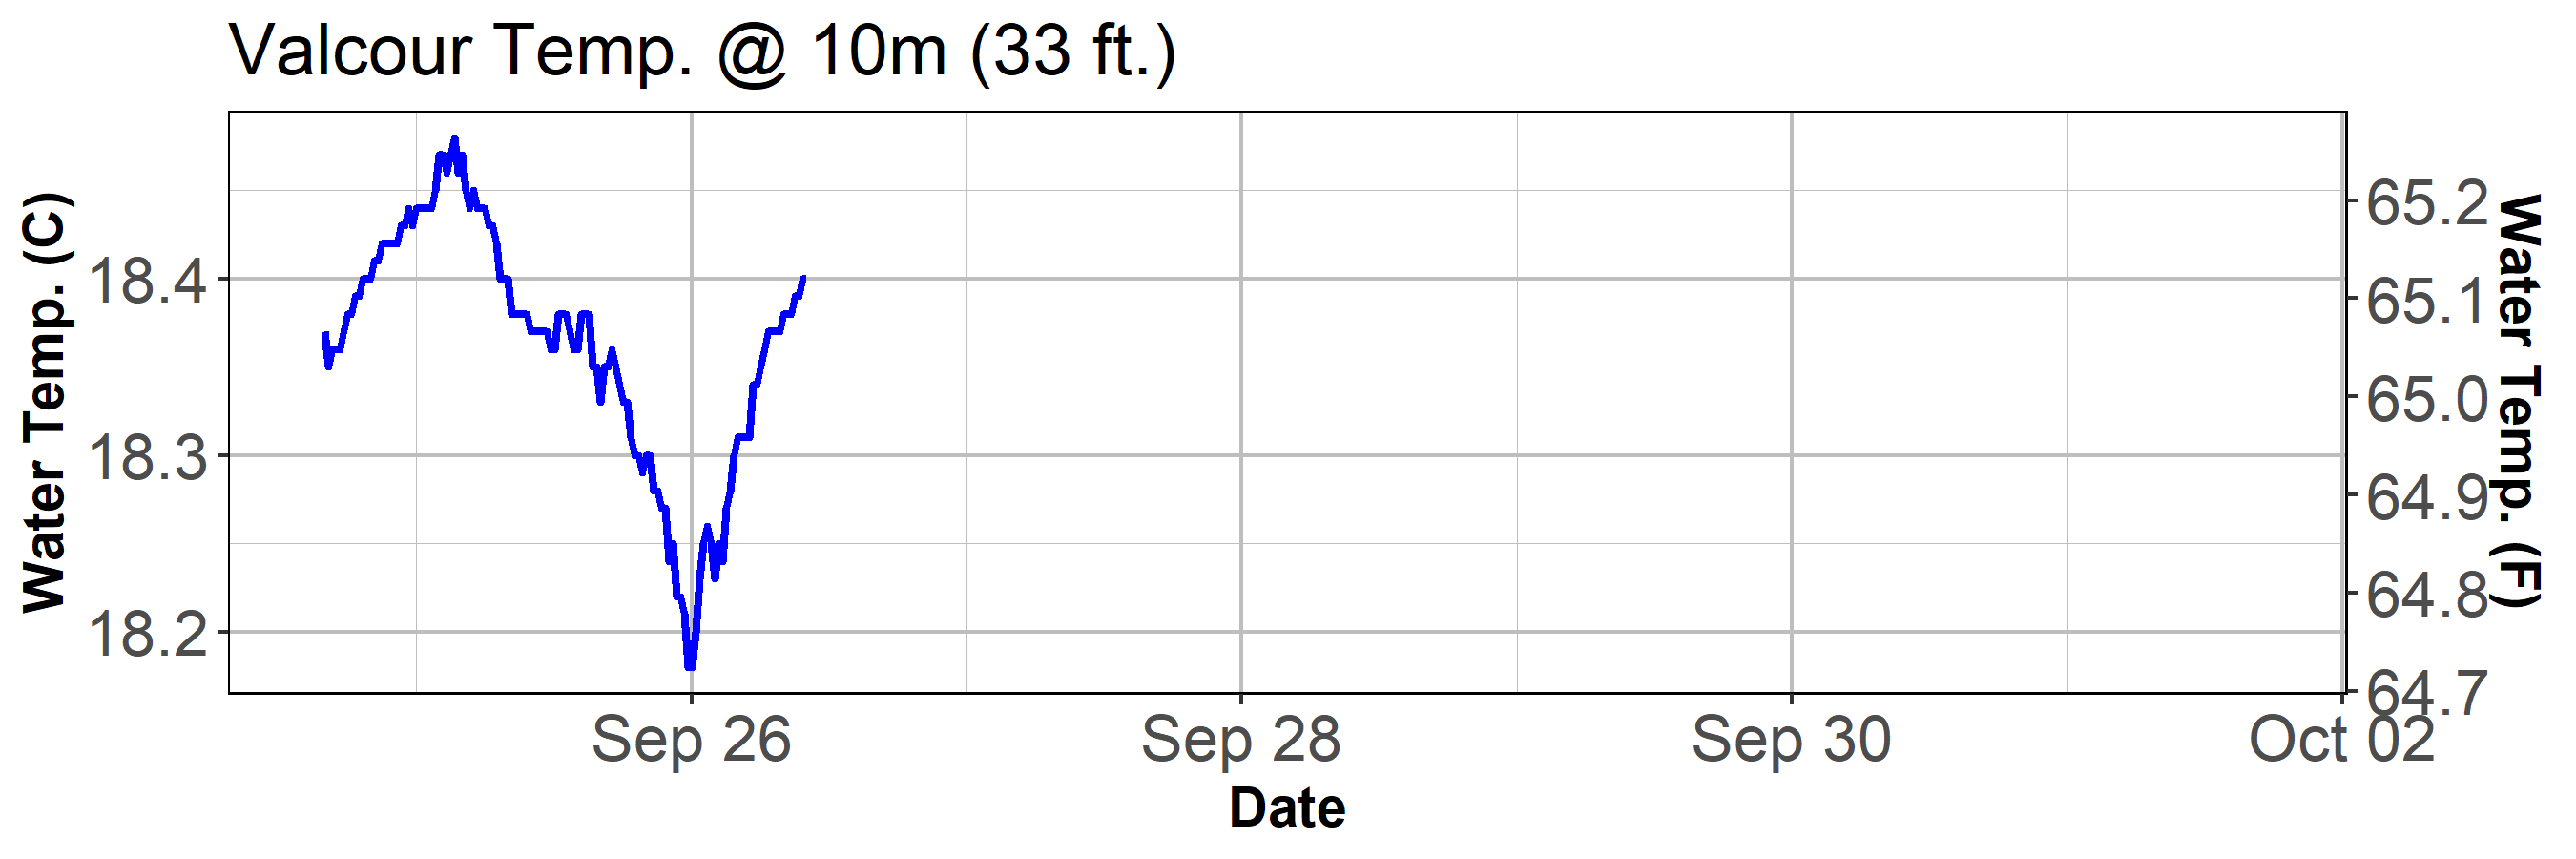 Valcour Temp. @ 10m (33 ft.)
Water Temp. (C)
18.4
18.3
18.2
65.2
65.1
65.0
64.9
64.8
64.7
Water Temp. (F)
Sep 26
Sep 28
Sep 30
Oct 02
Date